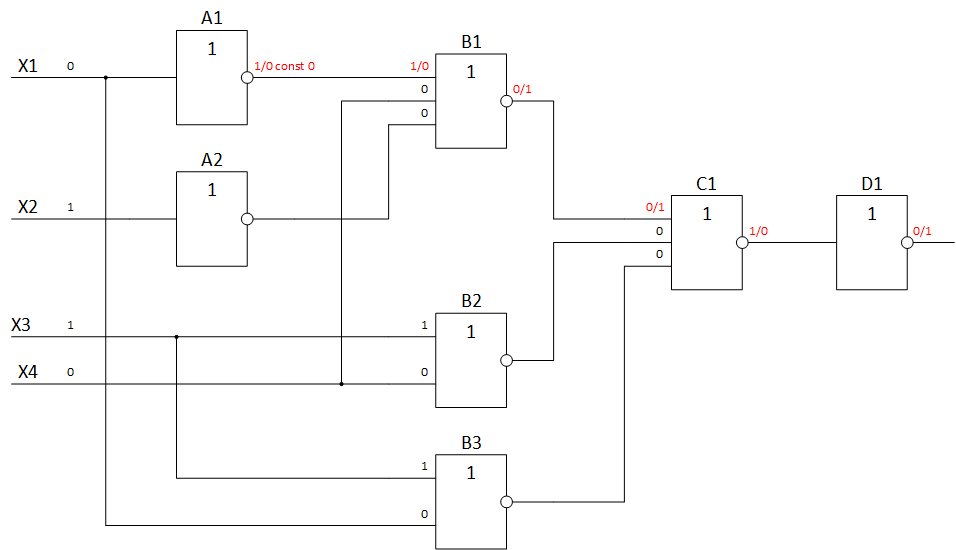 A1
X1 0 1 1/0 const 0 1/0 B1
1
0
0 0/1
A2
X2 1 1
0/1 C1 D1
0 1 1
0 1/0 0/1
B2
X3 1 1 1
X4 0 0
B3
1 1
0